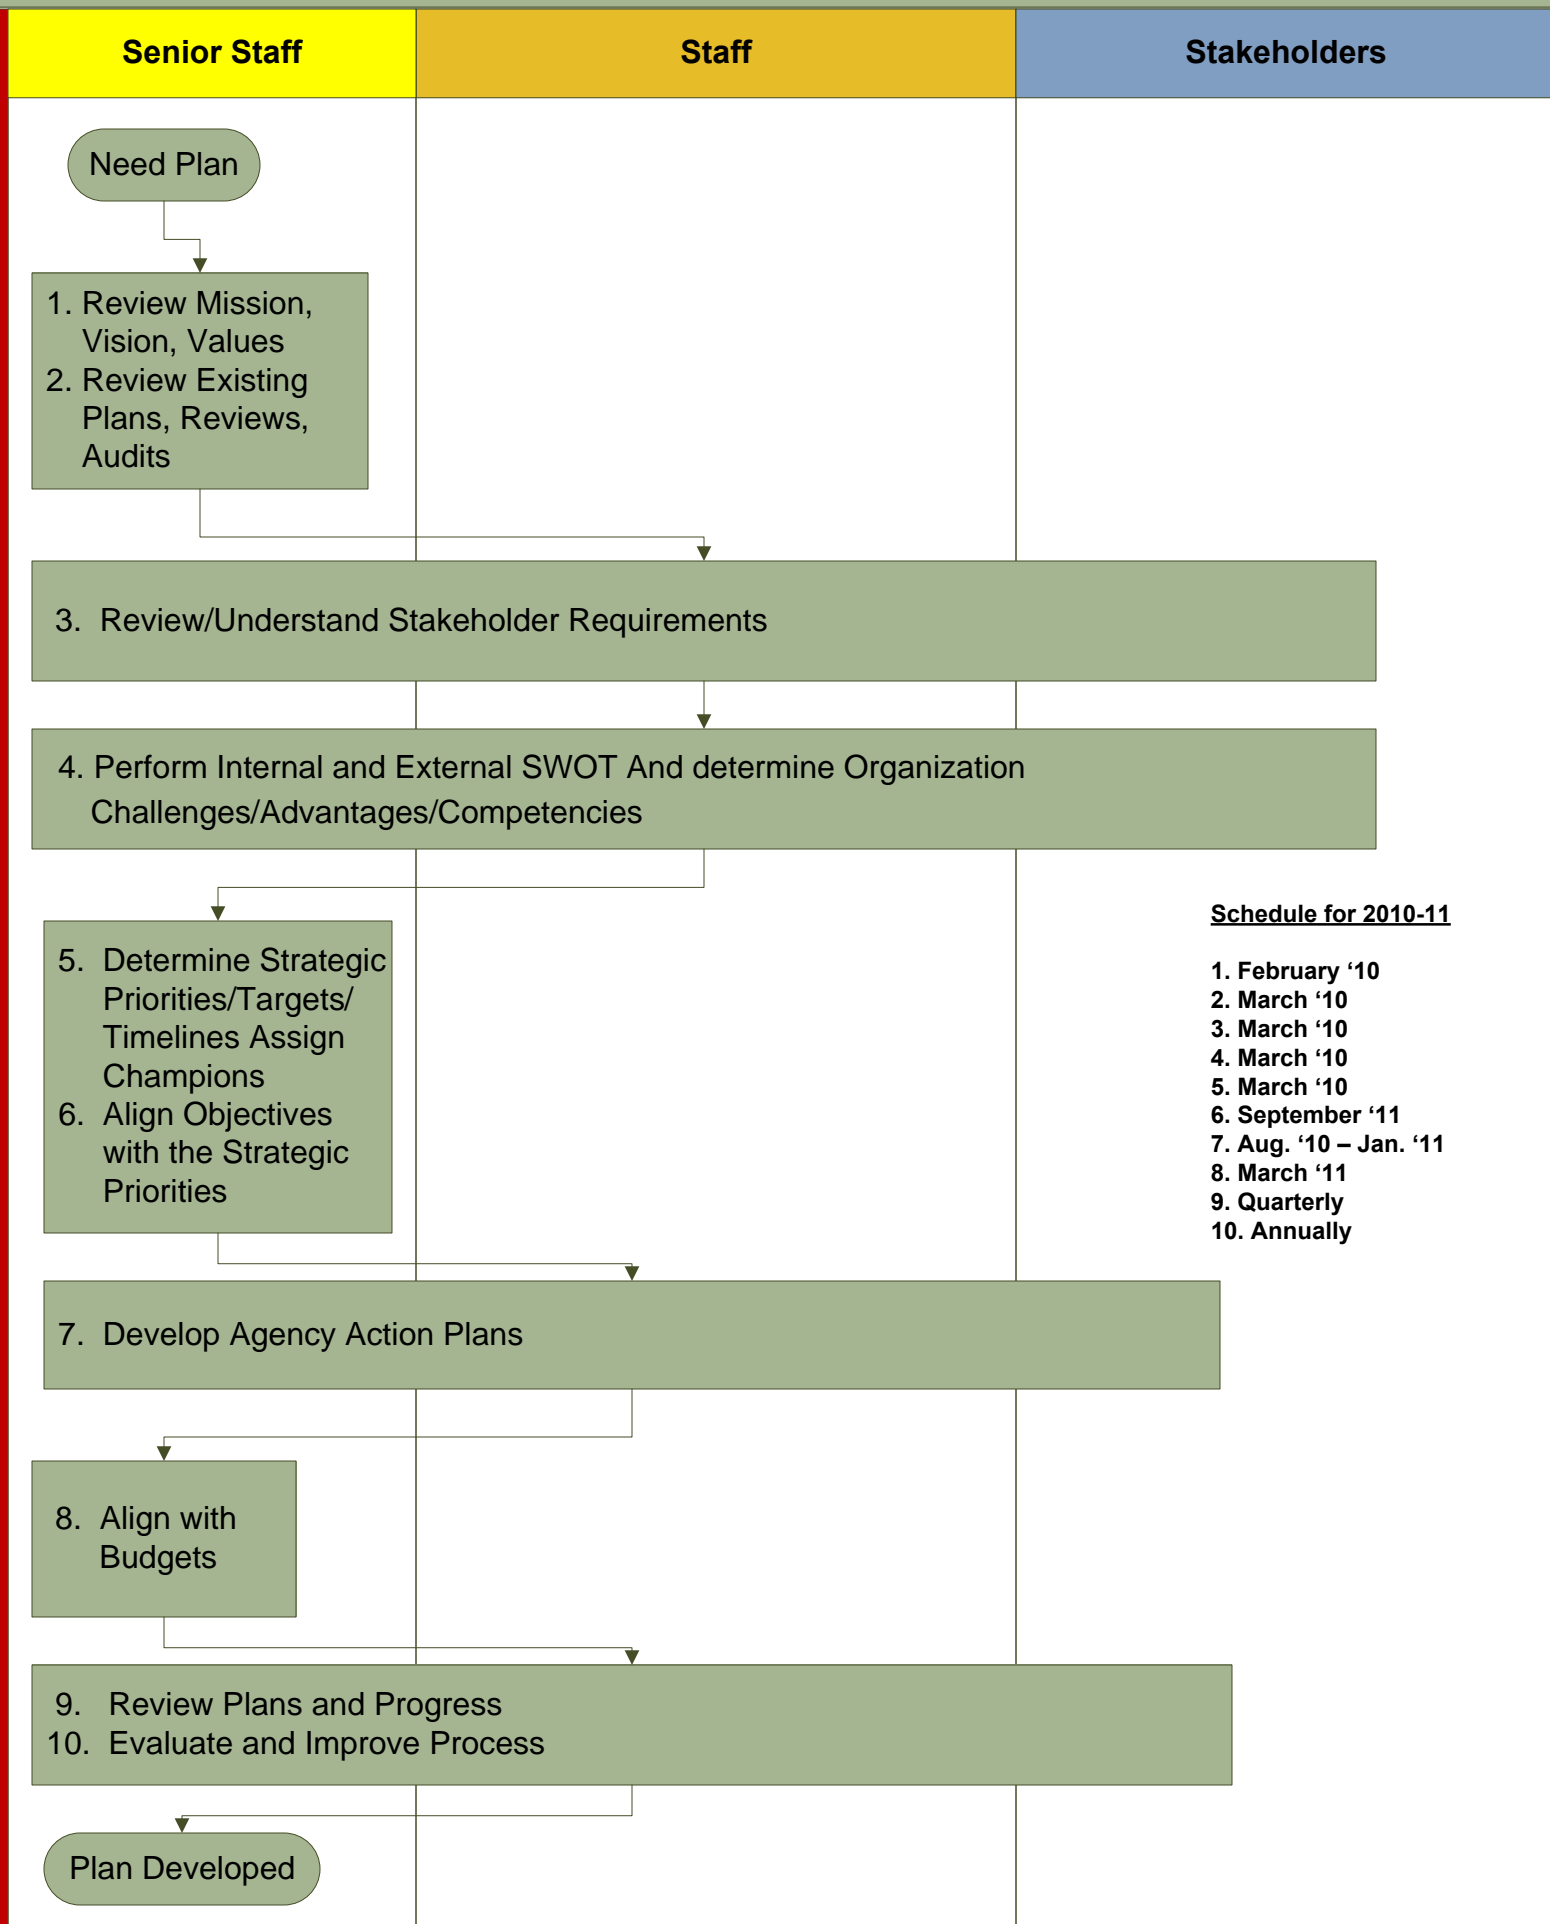 Senior Staff
Staff
Stakeholders
Need Plan
1. Review Mission,
Vision, Values
2. Review Existing
Plans, Reviews,
Audits
3. Review/Understand Stakeholder Requirements
4. Perform Internal and External SWOT And determine Organization
Challenges/Advantages/Competencies
5. Determine Strategic
Priorities/Targets/
Timelines Assign
Champions
6. Align Objectives
with the Strategic
Priorities
Schedule for 2010-11
1. February ‘10
2. March ‘10
3. March ‘10
4. March ‘10
5. March ‘10
6. September ‘11
7. Aug. ‘10 – Jan. ‘11
8. March ‘11
9. Quarterly
10. Annually
7. Develop Agency Action Plans
8. Align with
Budgets
9. Review Plans and Progress
10. Evaluate and Improve Process
Plan Developed